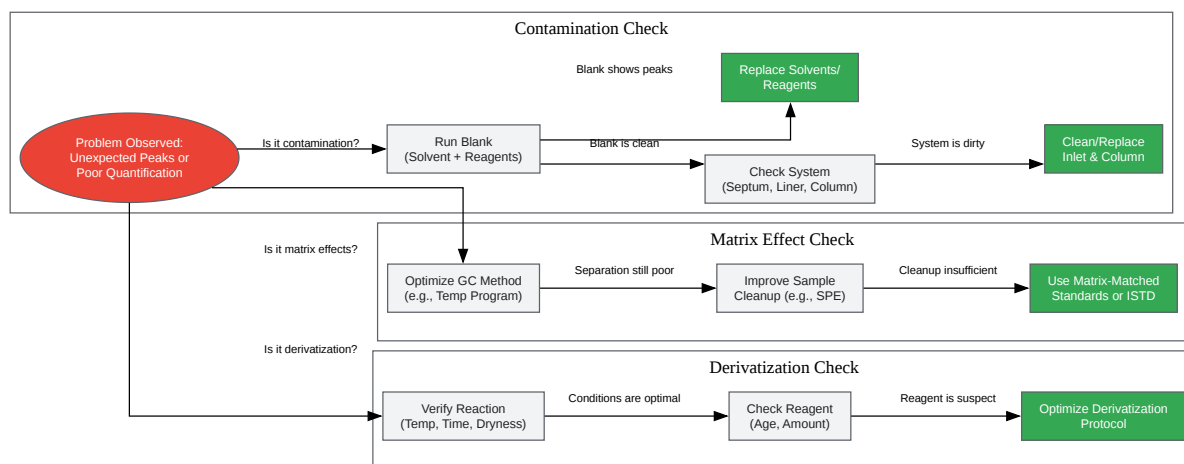 Contamination Check
Blank shows peaks
Replace Solvents/
Reagents
Problem Observed:
Unexpected Peaks or
Poor Quantification
Is it contamination?
Run Blank
(Solvent + Reagents)
Blank is clean
Check System
(Septum, Liner, Column)
System is dirty
Clean/Replace
Inlet & Column
Is it matrix effects?
Matrix Effect Check
Optimize GC Method
(e.g., Temp Program)
Separation still poor
Improve Sample
Cleanup (e.g., SPE)
Cleanup insufficient
Use Matrix-Matched
Standards or ISTD
Is it derivatization?
Derivatization Check
Verify Reaction
(Temp, Time, Dryness)
Conditions are optimal
Check Reagent
(Age, Amount)
Reagent is suspect
Optimize Derivatization
Protocol